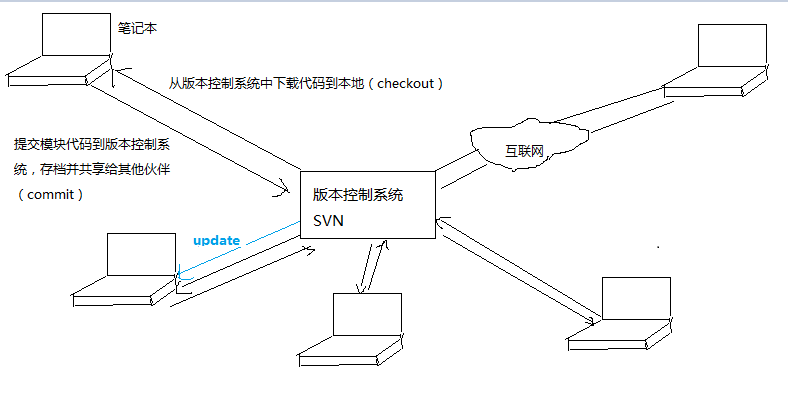 笔记本
从版本控制系统中下载代码到本地（checkout）
提交模块代码到版本控制系
统，存档并共享给其他伙伴
（commit）
互联网
版本控制系统
SVN
update